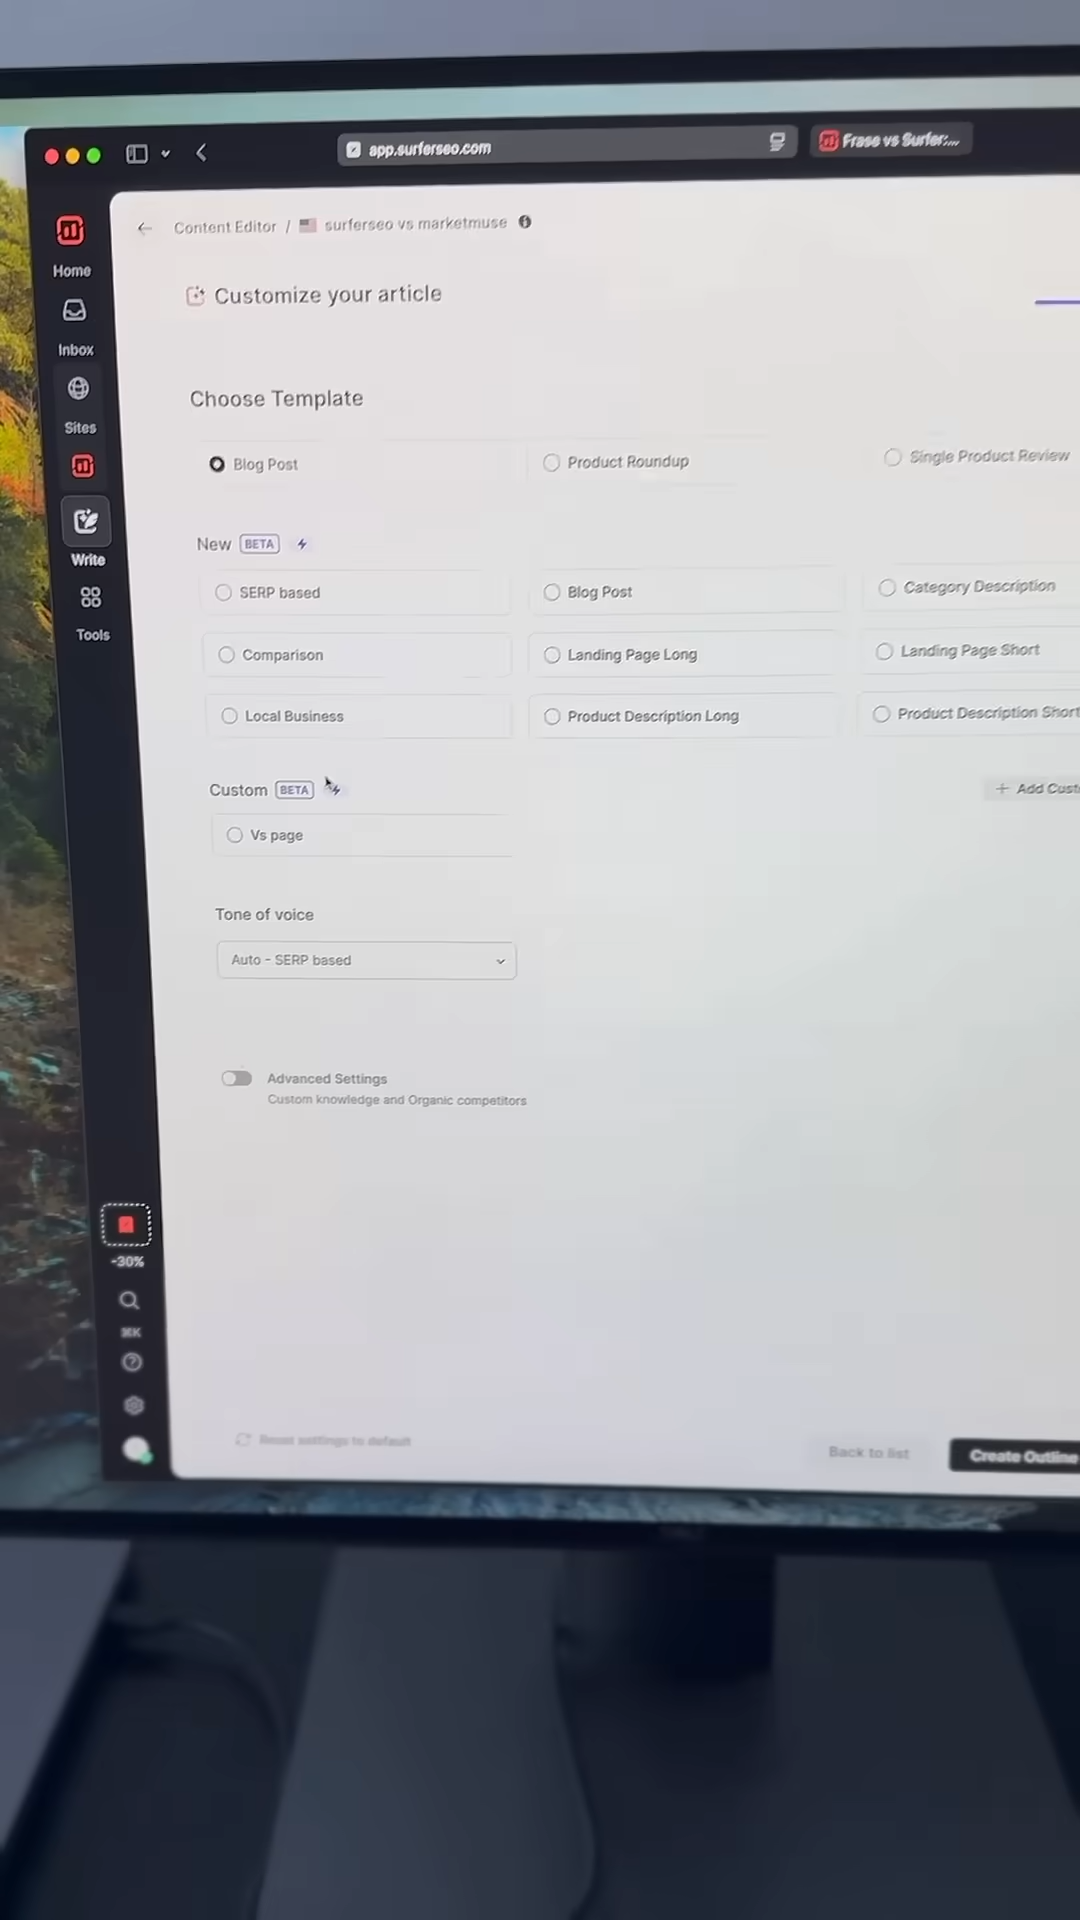 app.surferseo.com
Frase vs Surfer:...
Content Editor / surferseo vs marketmuse
Home
Customize your article
Inbox
Choose Template
Sites
Blog Post
Product Roundup
Single Product Review
New BETA
Write
SERP based
Blog Post
Category Description
Tools
Comparison
Landing Page Long
Landing Page Short
Local Business
Product Description Long
Product Description Short
Custom BETA
+ Add Cust
Vs page
Tone of voice
Auto - SERP based
Advanced Settings
Custom knowledge and Organic competitors
-30%
⌘K
Reset settings to default
Back to list
Create Outline